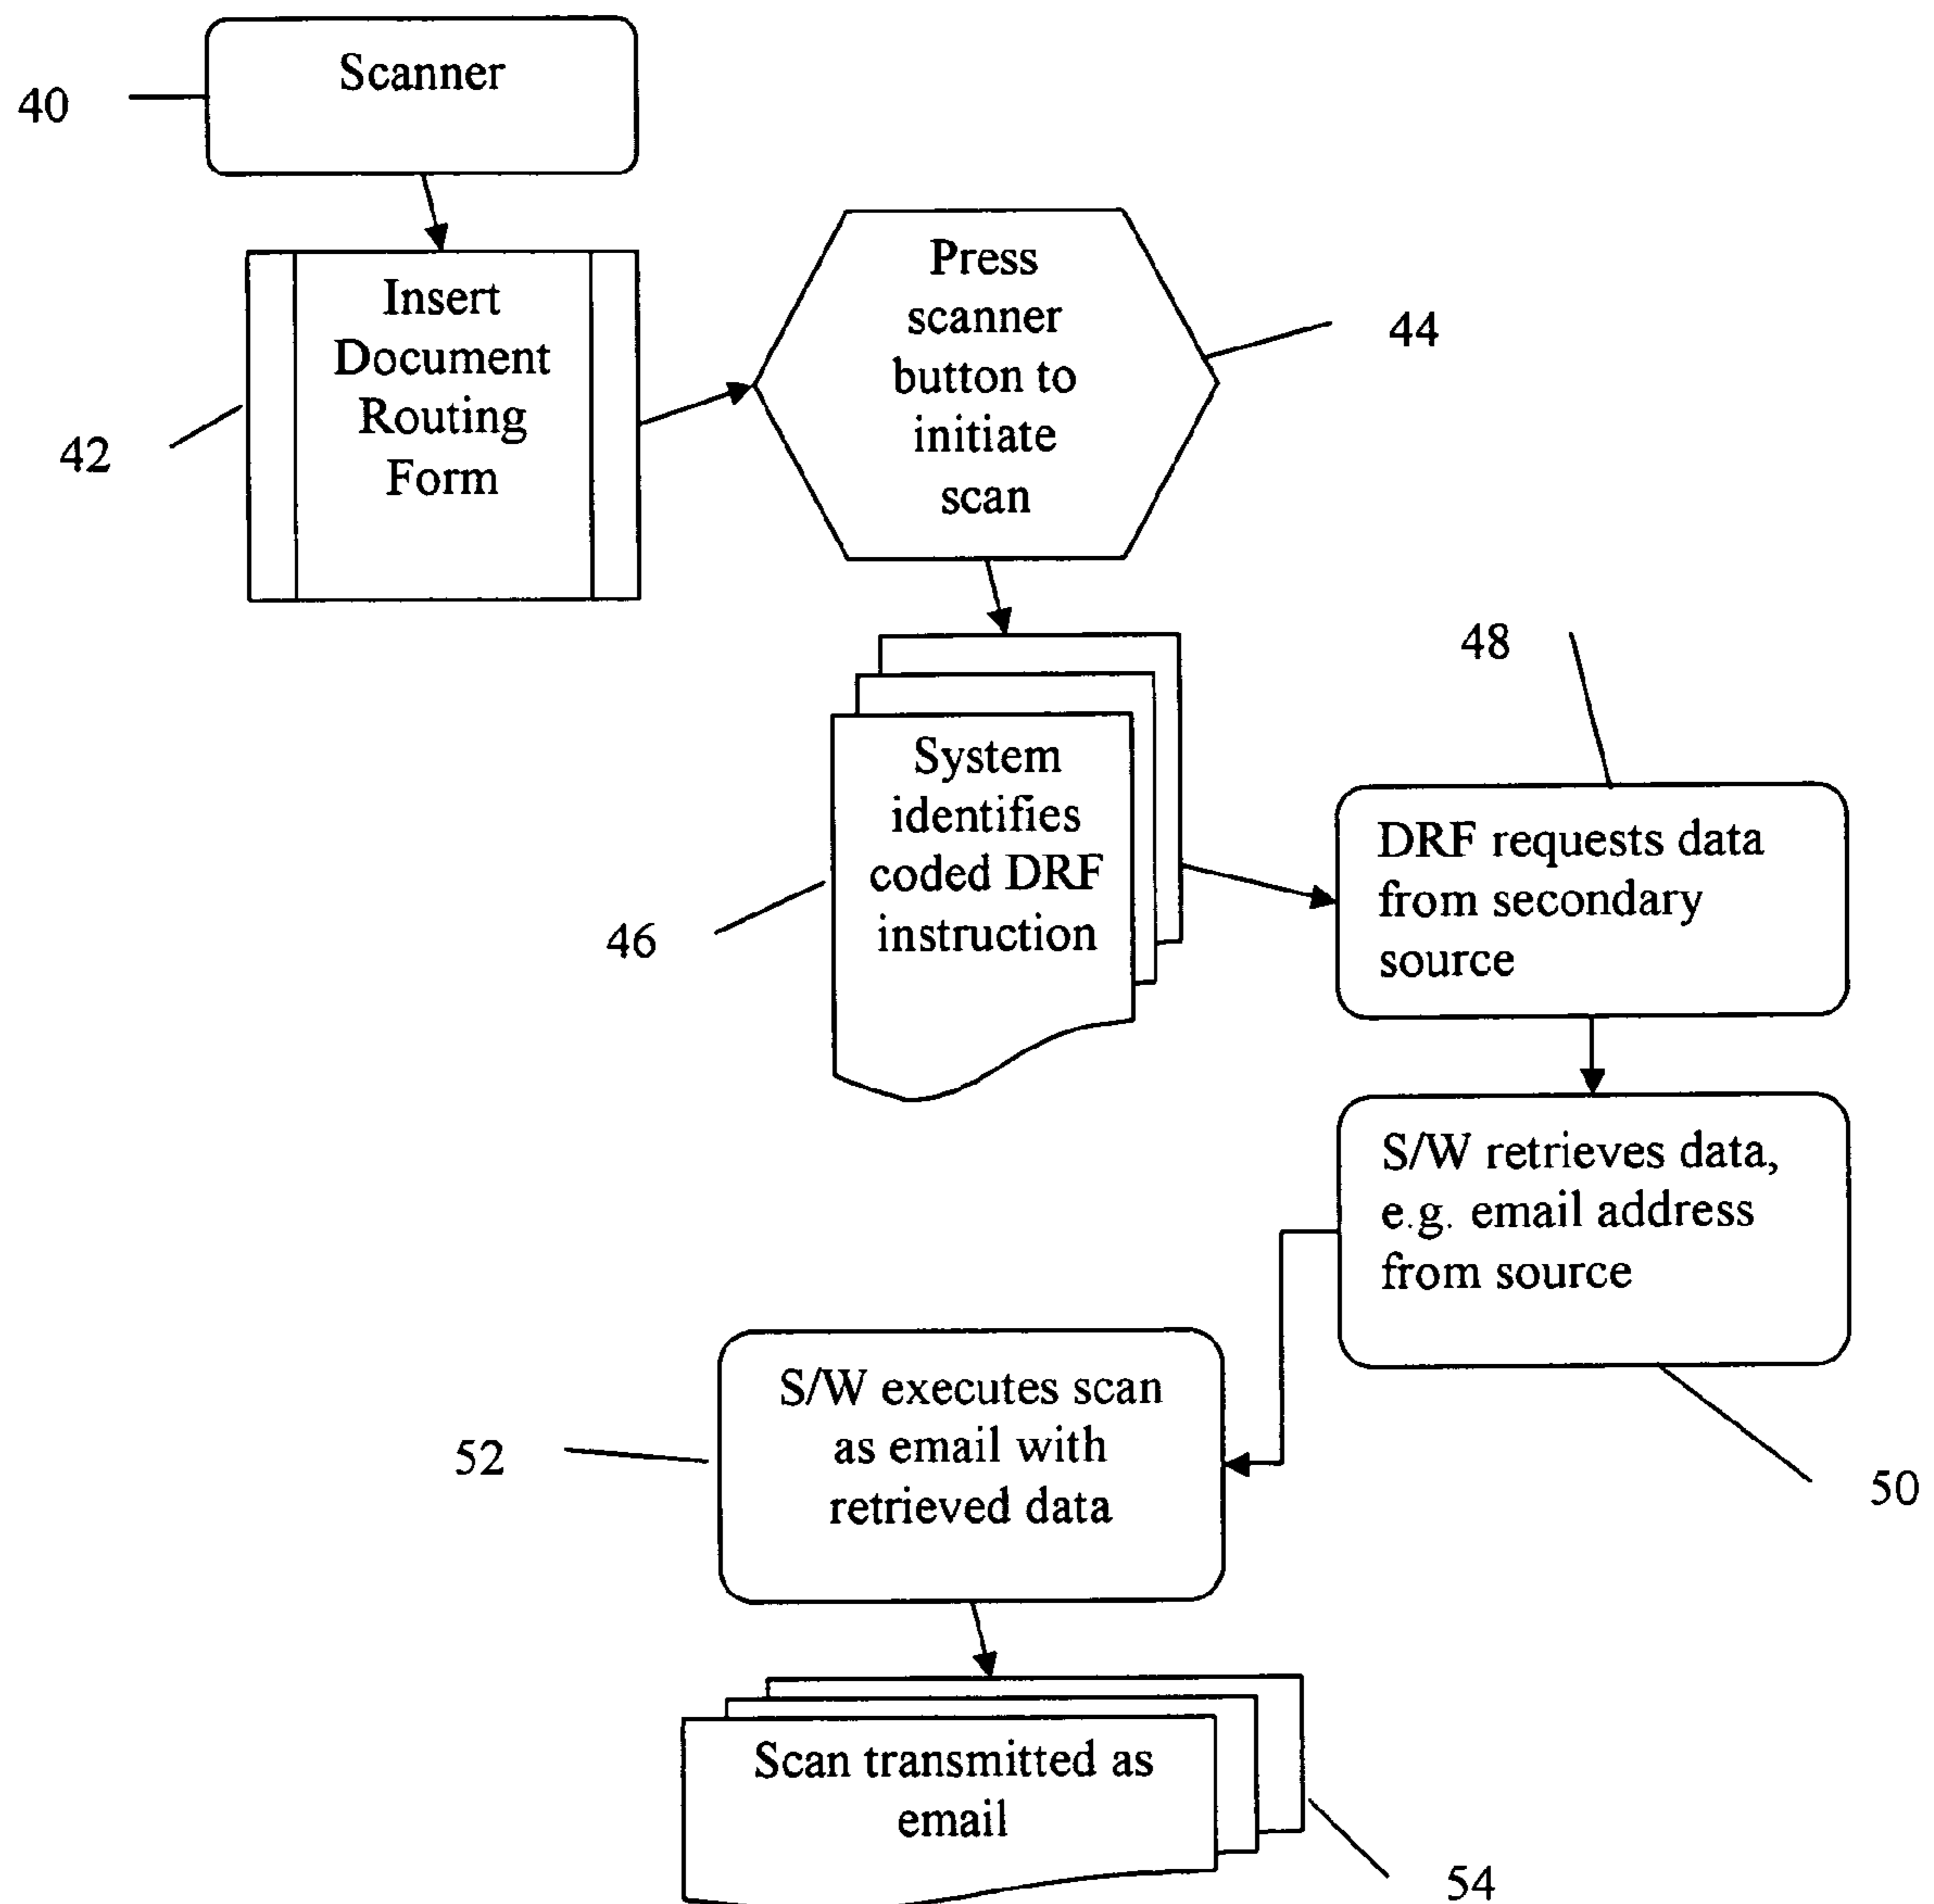 Scanner
40
Insert
Document
Routing
Form
42
Press
scanner
button to
initiate
scan
44
System
identifies
coded DRF
instruction
46
48
DRF requests data
from secondary
source
S/W retrieves data,
e.g. email address
from source
50
S/W executes scan
as email with
retrieved data
52
Scan transmitted as
email
54